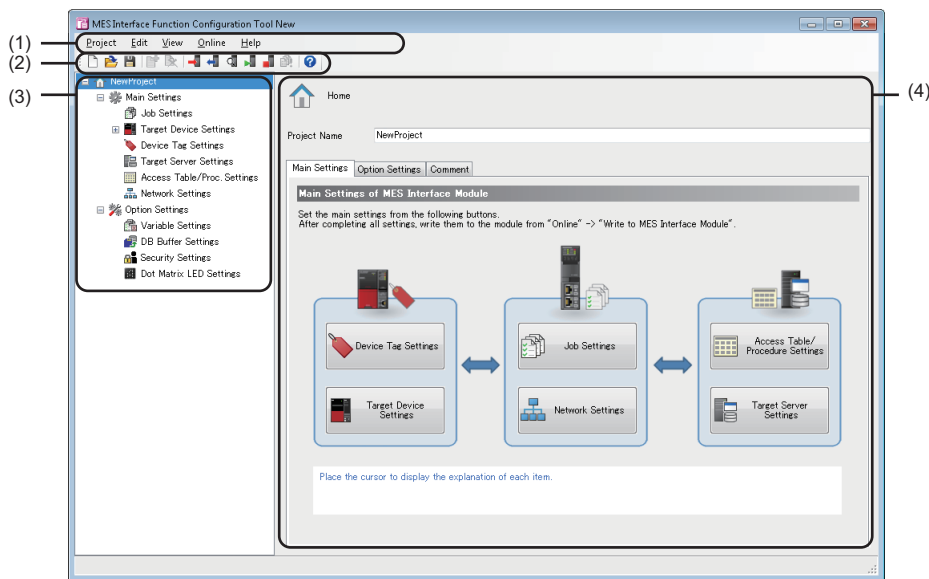 MES Interface Function Configuration Tool New
(1)
Project Edit View Online Help
(2)
(3)
(4)
NewProject
Main Settings
Job Settings
Target Device Settings
Device Tag Settings
Target Server Settings
Access Table/Proc. Settings
Network Settings
Option Settings
Variable Settings
DB Buffer Settings
Security Settings
Dot Matrix LED Settings
Home
Project Name NewProject
Main Settings Option Settings Comment
Main Settings of MES Interface Module
Set the main settings from the following buttons.
After completing all settings, write them to the module from "Online" -> "Write to MES Interface Module".
Device Tag Settings
Target Device
Settings
Job Settings
Network Settings
Access Table/
Procedure Settings
Target Server
Settings
Place the cursor to display the explanation of each item.